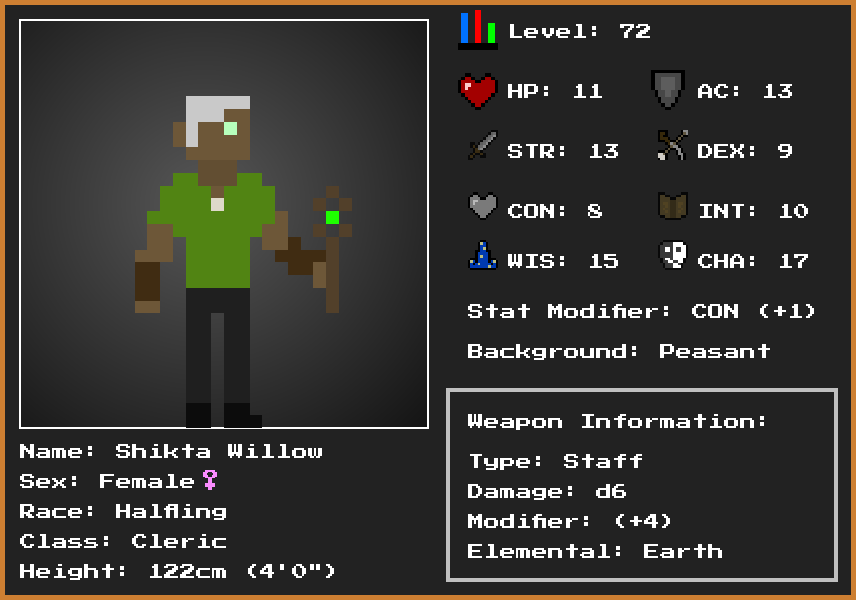 Level: 72
HP: 11 AC: 13
STR: 13 DEX: 9
CON: 8 INT: 10
WIS: 15 CHA: 17
Stat Modifier: CON (+1)
Background: Peasant
Weapon Information:
Type: Staff
Damage: d6
Modifier: (+4)
Elemental: Earth
Name: Shikta Willow
Sex: Female♀
Race: Halfling
Class: Cleric
Height: 122cm (4'0")